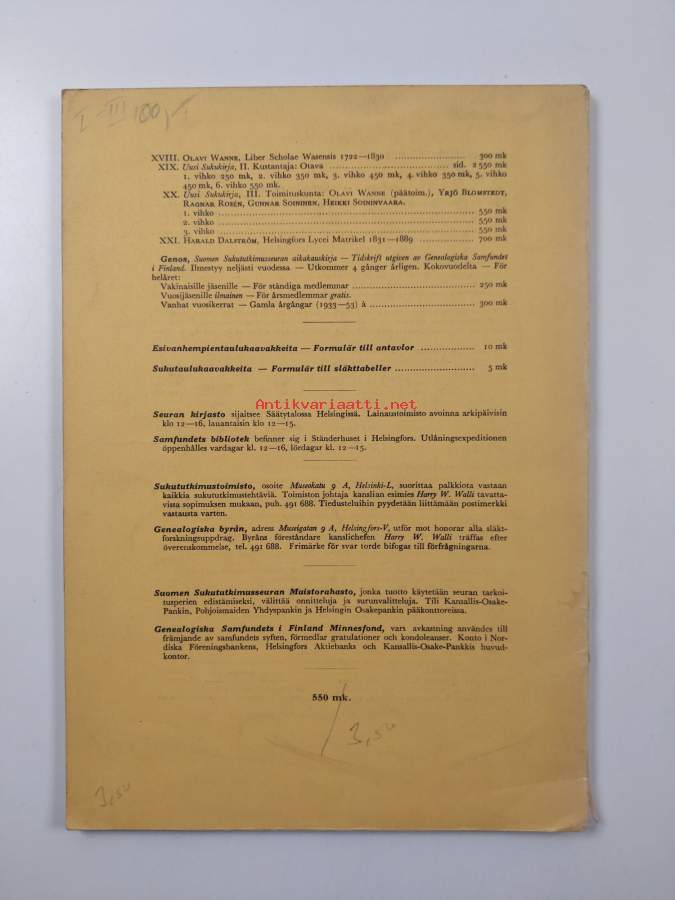 I - III 100,-
XVIII. OLAVI WANNE, Liber Scholae Wasensis 1722—1830 .................... 300 mk
XIX. Uusi Sukukirja, II. Kustantaja: Otava .................................... sid. 2 550 mk
1. vihko 250 mk, 2. vihko 350 mk, 3. vihko 450 mk, 4. vihko 350 mk, 5. vihko
450 mk, 6. vihko 550 mk.
XX. Uusi Sukukirja, III. Toimituskunta: OLAVI WANNE (päätoim.), YRJÖ BLOMSTEDT,
RAGNAR ROSÉN, GUNNAR SOININEN, HEIKKI SOININVAARA.
1. vihko .................................................................. 550 mk
2. vihko .................................................................. 550 mk
3. vihko .................................................................. 550 mk
XXI. HARALD DALSTRÖM, Helsingfors Lycei Matrikel 1831—1889 .............. 700 mk
Genos, Suomen Sukututkimusseuran aikakauskirja — Tidskrift utgiven av Genealogiska Samfundet
i Finland. Ilmestyy neljästi vuodessa — Utkommer 4 gånger årligen. Kokovuodelta — För
helåret:
Vakinaisille jäsenille — För ständiga medlemmar ................................ 250 mk
Vuosijäsenille ilmainen — För årsmedlemmar gratis.
Vanhat vuosikerrat — Gamla årgångar (1933—53) à ........................... 300 mk
Esivanhempientaulukaavakkeita — Formulär till antavlor .................. 10 mk
Sukutaulukaavakkeita — Formulär till släkttabeller .......................... 5 mk
Antikvariaatti.net
Seuran kirjasto sijaitsee Säätytalossa Helsingissä. Lainaustoimisto avoinna arkipäivisin
klo 12—16, lauantaisin klo 12—15.
Samfundets bibliotek befinner sig i Ständerhuset i Helsingfors. Utlåningsexpeditionen
öppenhålles vardagar kl. 12—16, lördagar kl. 12—15.
Sukututkimustoimisto, osoite Museokatu 9 A, Helsinki-L, suorittaa palkkiota vastaan
kaikkia sukututkimustehtäviä. Toimiston johtaja kanslian esimies Harry W. Walli tavatta-
vissa sopimuksen mukaan, puh. 491 688. Tiedusteluihin pyydetään liittämään postimerkki
vastausta varten.
Genealogiska byrån, adress Museigatan 9 A, Helsingfors-V, utför mot honorar alla släkt-
forskningsuppdrag. Byråns föreståndare kanslichefen Harry W. Walli träffas efter
överenskommelse, tel. 491 688. Frimärke för svar torde bifogas till förfrågningarna.
Suomen Sukututkimusseuran Muistorahasto, jonka tuotto käytetään seuran tarkoi-
tusperien edistämiseksi, välittää onnitteluja ja surunvalitteluja. Tili Kansallis-Osake-
Pankin, Pohjoismaiden Yhdyspankin ja Helsingin Osakepankin pääkonttoreissa.
Genealogiska Samfundets i Finland Minnesfond, vars avkastning användes till
främjande av samfundets syften, förmedlar gratulationer och kondoleanser. Konto i Nor-
diska Föreningsbankens, Helsingfors Aktiebanks och Kansallis-Osake-Pankkis huvud-
kontor.
550 mk.
3,50
3,50